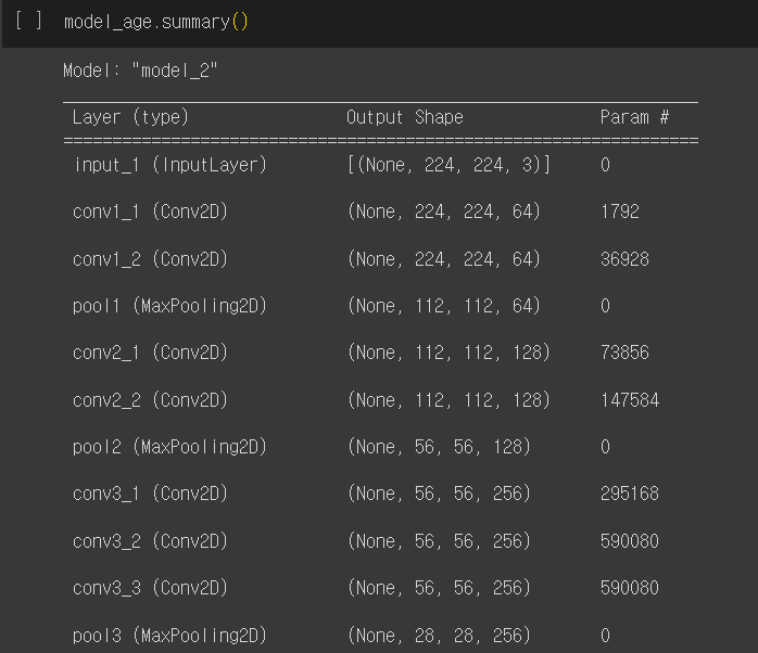 [ ] model_age.summary()
Model: "model_2"
Layer (type) Output Shape Param #
=================================================================
input_1 (InputLayer) [(None, 224, 224, 3)] 0
conv1_1 (Conv2D) (None, 224, 224, 64) 1792
conv1_2 (Conv2D) (None, 224, 224, 64) 36928
pool1 (MaxPooling2D) (None, 112, 112, 64) 0
conv2_1 (Conv2D) (None, 112, 112, 128) 73856
conv2_2 (Conv2D) (None, 112, 112, 128) 147584
pool2 (MaxPooling2D) (None, 56, 56, 128) 0
conv3_1 (Conv2D) (None, 56, 56, 256) 295168
conv3_2 (Conv2D) (None, 56, 56, 256) 590080
conv3_3 (Conv2D) (None, 56, 56, 256) 590080
pool3 (MaxPooling2D) (None, 28, 28, 256) 0